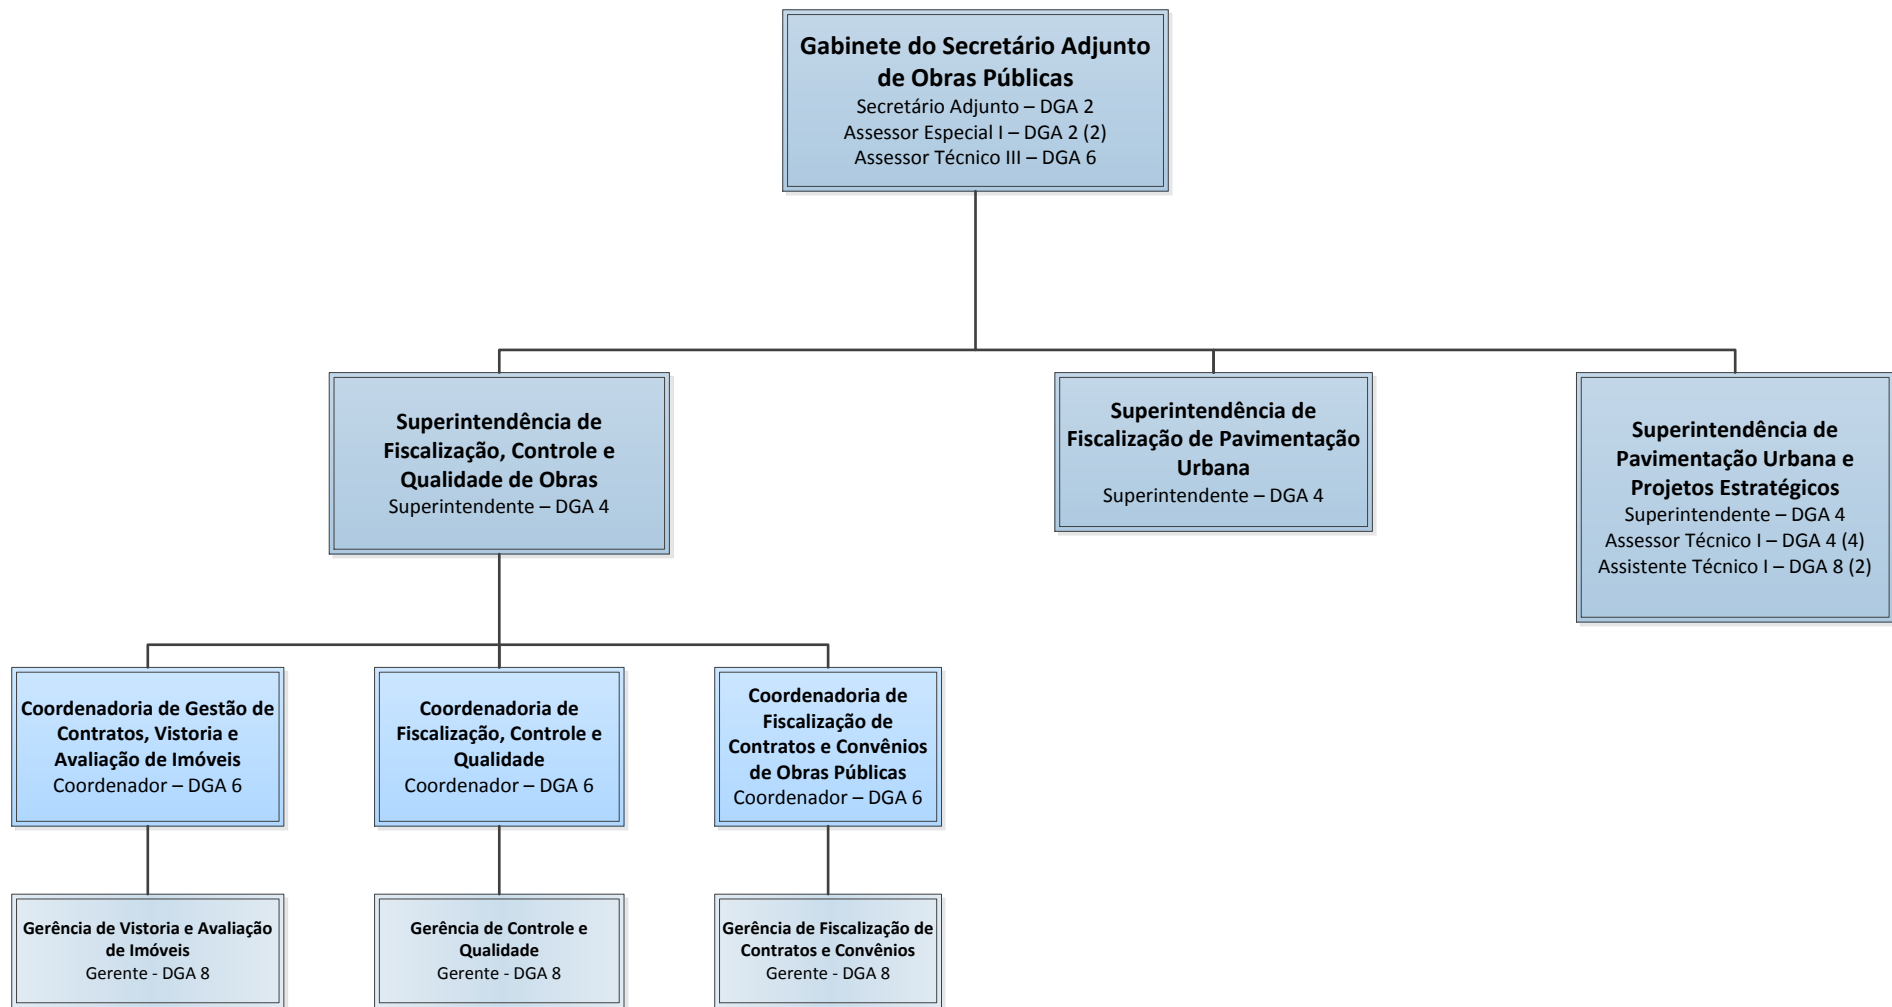 Gabinete do Secretário Adjunto
de Obras Públicas
Secretário Adjunto – DGA 2
Assessor Especial I – DGA 2 (2)
Assessor Técnico III – DGA 6
Superintendência de
Fiscalização, Controle e
Qualidade de Obras
Superintendente – DGA 4
Superintendência de
Fiscalização de Pavimentação
Urbana
Superintendente – DGA 4
Superintendência de
Pavimentação Urbana e
Projetos Estratégicos
Superintendente – DGA 4
Assessor Técnico I – DGA 4 (4)
Assistente Técnico I – DGA 8 (2)
Coordenadoria de Gestão de
Contratos, Vistoria e
Avaliação de Imóveis
Coordenador – DGA 6
Coordenadoria de
Fiscalização, Controle e
Qualidade
Coordenador – DGA 6
Coordenadoria de
Fiscalização de
Contratos e Convênios
de Obras Públicas
Coordenador – DGA 6
Gerência de Vistoria e Avaliação
de Imóveis
Gerente - DGA 8
Gerência de Controle e
Qualidade
Gerente - DGA 8
Gerência de Fiscalização de
Contratos e Convênios
Gerente - DGA 8